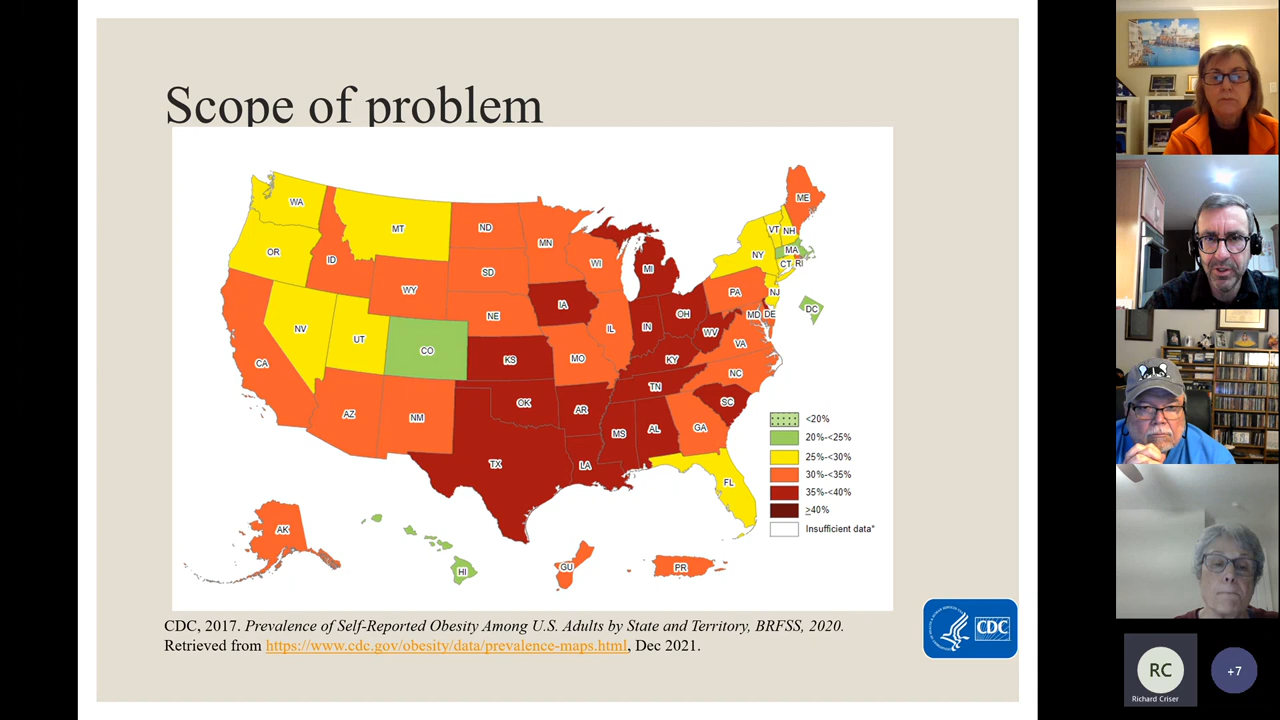 Scope of problem
WA
MT
ND
MN
ME
VT
NH
OR
ID
SD
WI
NY
MA
CT
RI
WY
MI
NE
IA
PA
NJ
NV
UT
CO
IL
IN
OH
WV
MD
DE
DC
CA
KS
MO
KY
VA
AZ
NM
OK
AR
TN
NC
SC
TX
LA
MS
AL
GA
FL
AK
HI
GU
PR
<20%
20%-<25%
25%-<30%
30%-<35%
35%-<40%
≥40%
Insufficient data*
CDC, 2017. Prevalence of Self-Reported Obesity Among U.S. Adults by State and Territory, BRFSS, 2020.
Retrieved from https://www.cdc.gov/obesity/data/prevalence-maps.html, Dec 2021.
CDC
RC
Richard Criser
+7